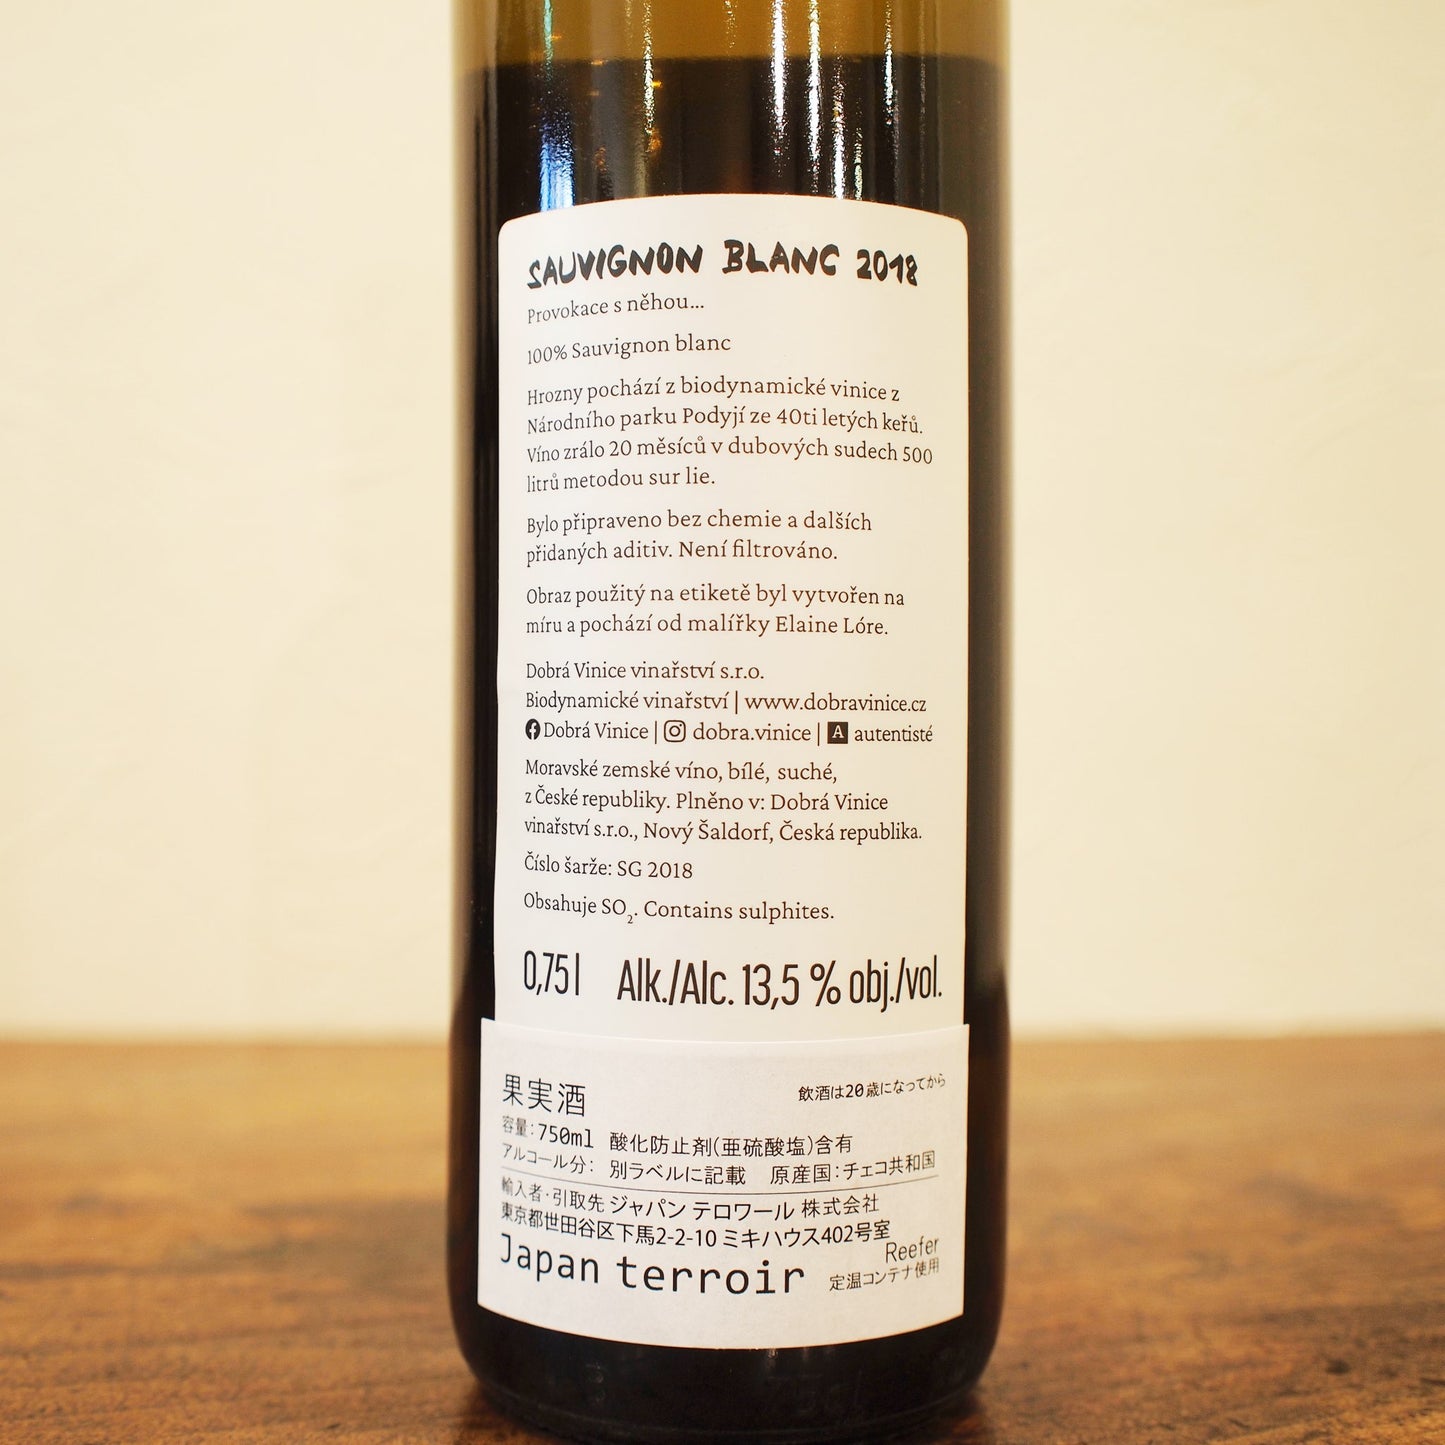 SAUVIGNON BLANC 2018
Provokace s něhou...
100% Sauvignon blanc
Hrozny pochází z biodynamické vinice z
Národního parku Podyjí ze 40ti letých keřů.
Víno zrálo 20 měsíců v dubových sudech 500
litrů metodou sur lie.
Bylo připraveno bez chemie a dalších
přidaných aditiv. Není filtrováno.
Obraz použitý na etiketě byl vytvořen na
míru a pochází od malířky Elaine Lóre.
Dobrá Vinice vinařství s.r.o.
Biodynamické vinařství | www.dobravinice.cz
Dobrá Vinice | dobra.vinice | A autentisté
Moravské zemské víno, bílé, suché,
z České republiky. Plněno v: Dobrá Vinice
vinařství s.r.o., Nový Šaldorf, Česká republika.
Číslo šarže: SG 2018
Obsahuje SO₂. Contains sulphites.
0,75 l Alk./Alc. 13,5 % obj./vol.
果実酒 飲酒は20歳になってから
容量:750ml 酸化防止剤(亜硫酸塩)含有
アルコール分: 別ラベルに記載 原産国:チェコ共和国
輸入者・引取先 ジャパン テロワール 株式会社
東京都世田谷区下馬2-2-10 ミキハウス402号室
Japan terroir Reefer
定温コンテナ使用